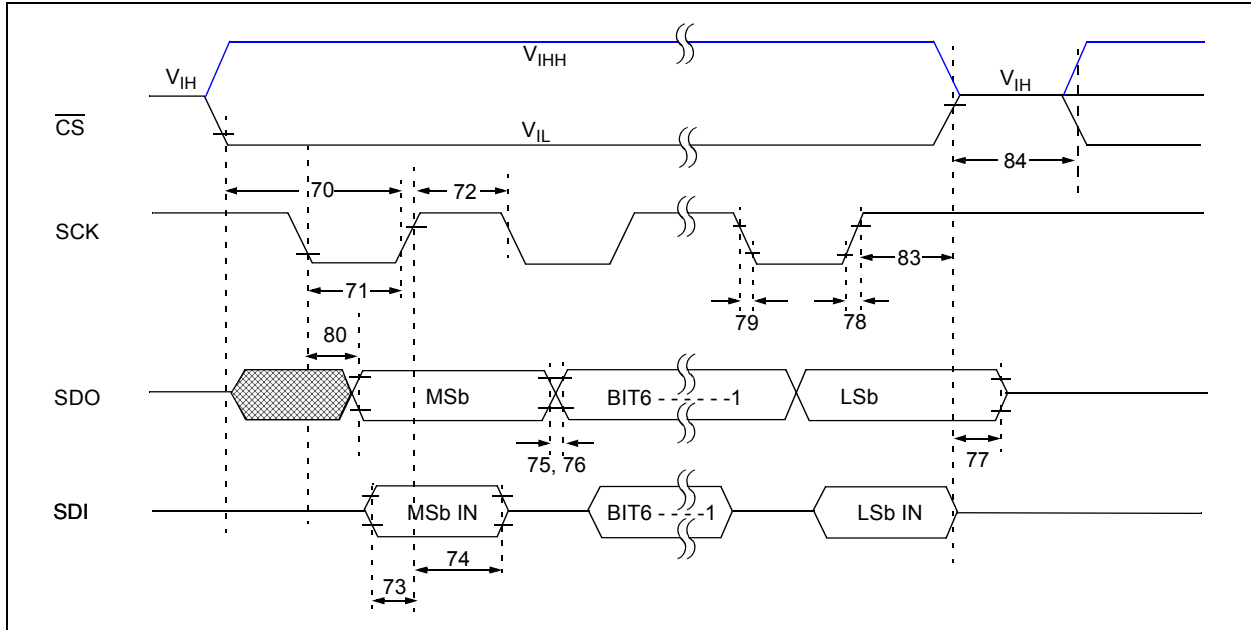 VIHH
VIH
VIH
CS
VIL
84
70
72
SCK
83
71
79
78
80
SDO
MSb
BIT6 - - - - - -1
LSb
75, 76
77
SDI
MSb IN
BIT6 - - - - -1
LSb IN
74
73